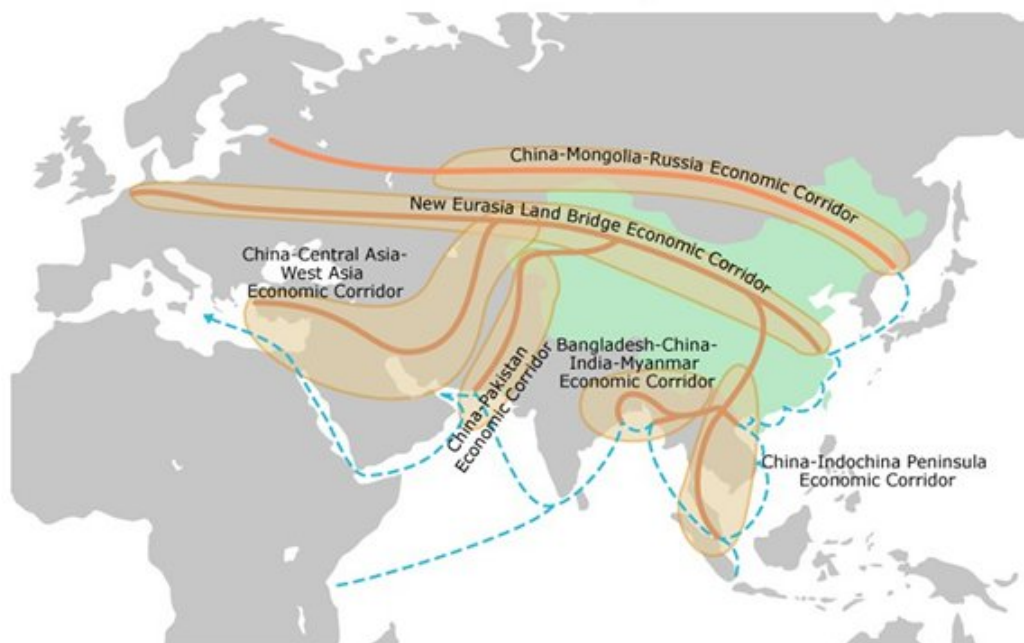 China-Mongolia-Russia Economic Corridor
New Eurasia Land Bridge Economic Corridor
China-Central Asia-
West Asia
Economic Corridor
China-Pakistan
Economic Corridor
Bangladesh-China-
India-Myanmar
Economic Corridor
China-Indochina Peninsula
Economic Corridor